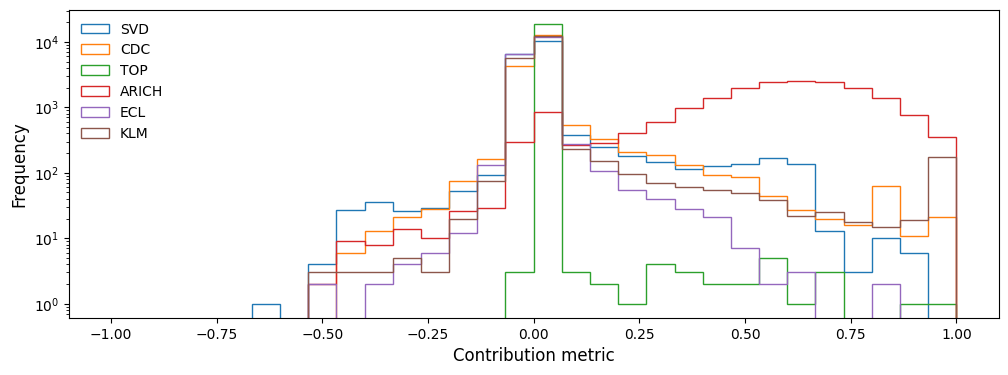 SVD
CDC
TOP
ARICH
ECL
KLM
Frequency
10⁴
10³
10²
10¹
10⁰
−1.00 −0.75 −0.50 −0.25 0.00 0.25 0.50 0.75 1.00
Contribution metric